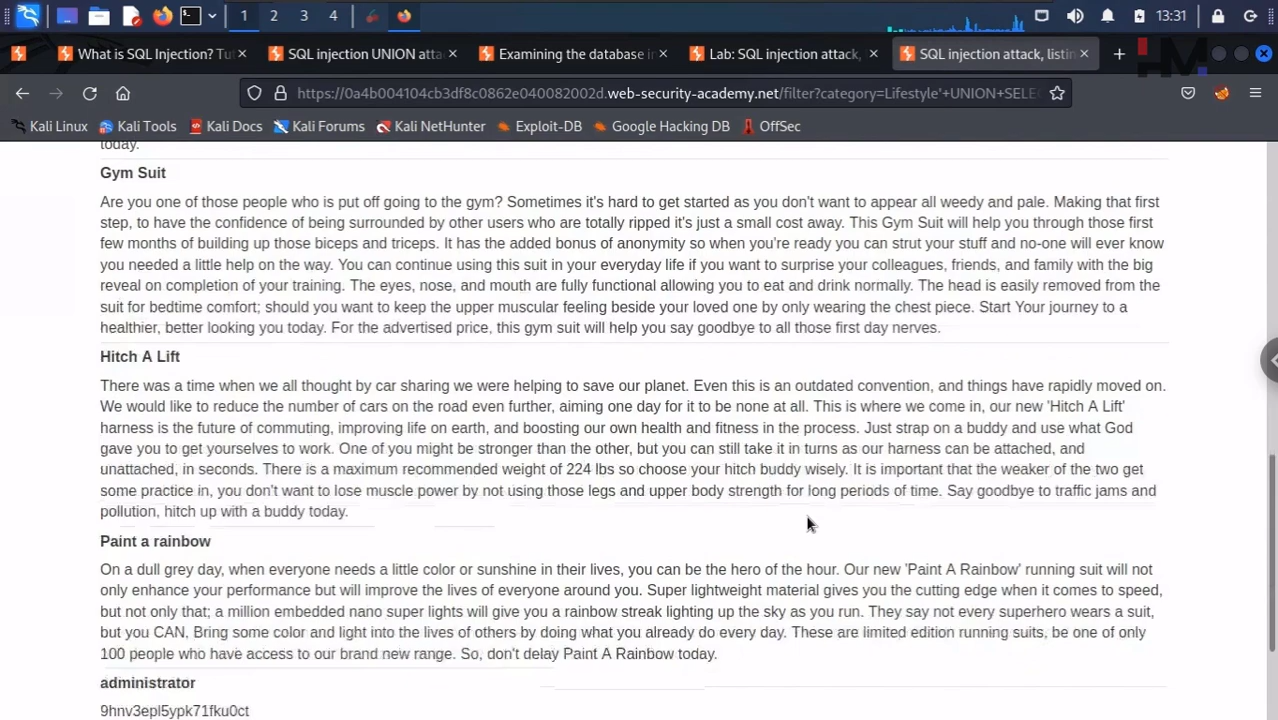 1 2 3 4 13:31
What is SQL Injection? Tut
SQL injection UNION atta
Examining the database in
Lab: SQL injection attack,
SQL injection attack, listin
HM
https://0a4b004104cb3df8c0862e040082002d.web-security-academy.net/filter?category=Lifestyle'+UNION+SELE
Kali Linux Kali Tools Kali Docs Kali Forums Kali NetHunter Exploit-DB Google Hacking DB OffSec
today.
Gym Suit
Are you one of those people who is put off going to the gym? Sometimes it's hard to get started as you don't want to appear all weedy and pale. Making that first
step, to have the confidence of being surrounded by other users who are totally ripped it's just a small cost away. This Gym Suit will help you through those first
few months of building up those biceps and triceps. It has the added bonus of anonymity so when you're ready you can strut your stuff and no-one will ever know
you needed a little help on the way. You can continue using this suit in your everyday life if you want to surprise your colleagues, friends, and family with the big
reveal on completion of your training. The eyes, nose, and mouth are fully functional allowing you to eat and drink normally. The head is easily removed from the
suit for bedtime comfort; should you want to keep the upper muscular feeling beside your loved one by only wearing the chest piece. Start Your journey to a
healthier, better looking you today. For the advertised price, this gym suit will help you say goodbye to all those first day nerves.
Hitch A Lift
There was a time when we all thought by car sharing we were helping to save our planet. Even this is an outdated convention, and things have rapidly moved on.
We would like to reduce the number of cars on the road even further, aiming one day for it to be none at all. This is where we come in, our new 'Hitch A Lift'
harness is the future of commuting, improving life on earth, and boosting our own health and fitness in the process. Just strap on a buddy and use what God
gave you to get yourselves to work. One of you might be stronger than the other, but you can still take it in turns as our harness can be attached, and
unattached, in seconds. There is a maximum recommended weight of 224 lbs so choose your hitch buddy wisely. It is important that the weaker of the two get
some practice in, you don't want to lose muscle power by not using those legs and upper body strength for long periods of time. Say goodbye to traffic jams and
pollution, hitch up with a buddy today.
Paint a rainbow
On a dull grey day, when everyone needs a little color or sunshine in their lives, you can be the hero of the hour. Our new 'Paint A Rainbow' running suit will not
only enhance your performance but will improve the lives of everyone around you. Super lightweight material gives you the cutting edge when it comes to speed,
but not only that; a million embedded nano super lights will give you a rainbow streak lighting up the sky as you run. They say not every superhero wears a suit,
but you CAN, Bring some color and light into the lives of others by doing what you already do every day. These are limited edition running suits, be one of only
100 people who have access to our brand new range. So, don't delay Paint A Rainbow today.
administrator
9hnv3epl5ypk71fku0ct